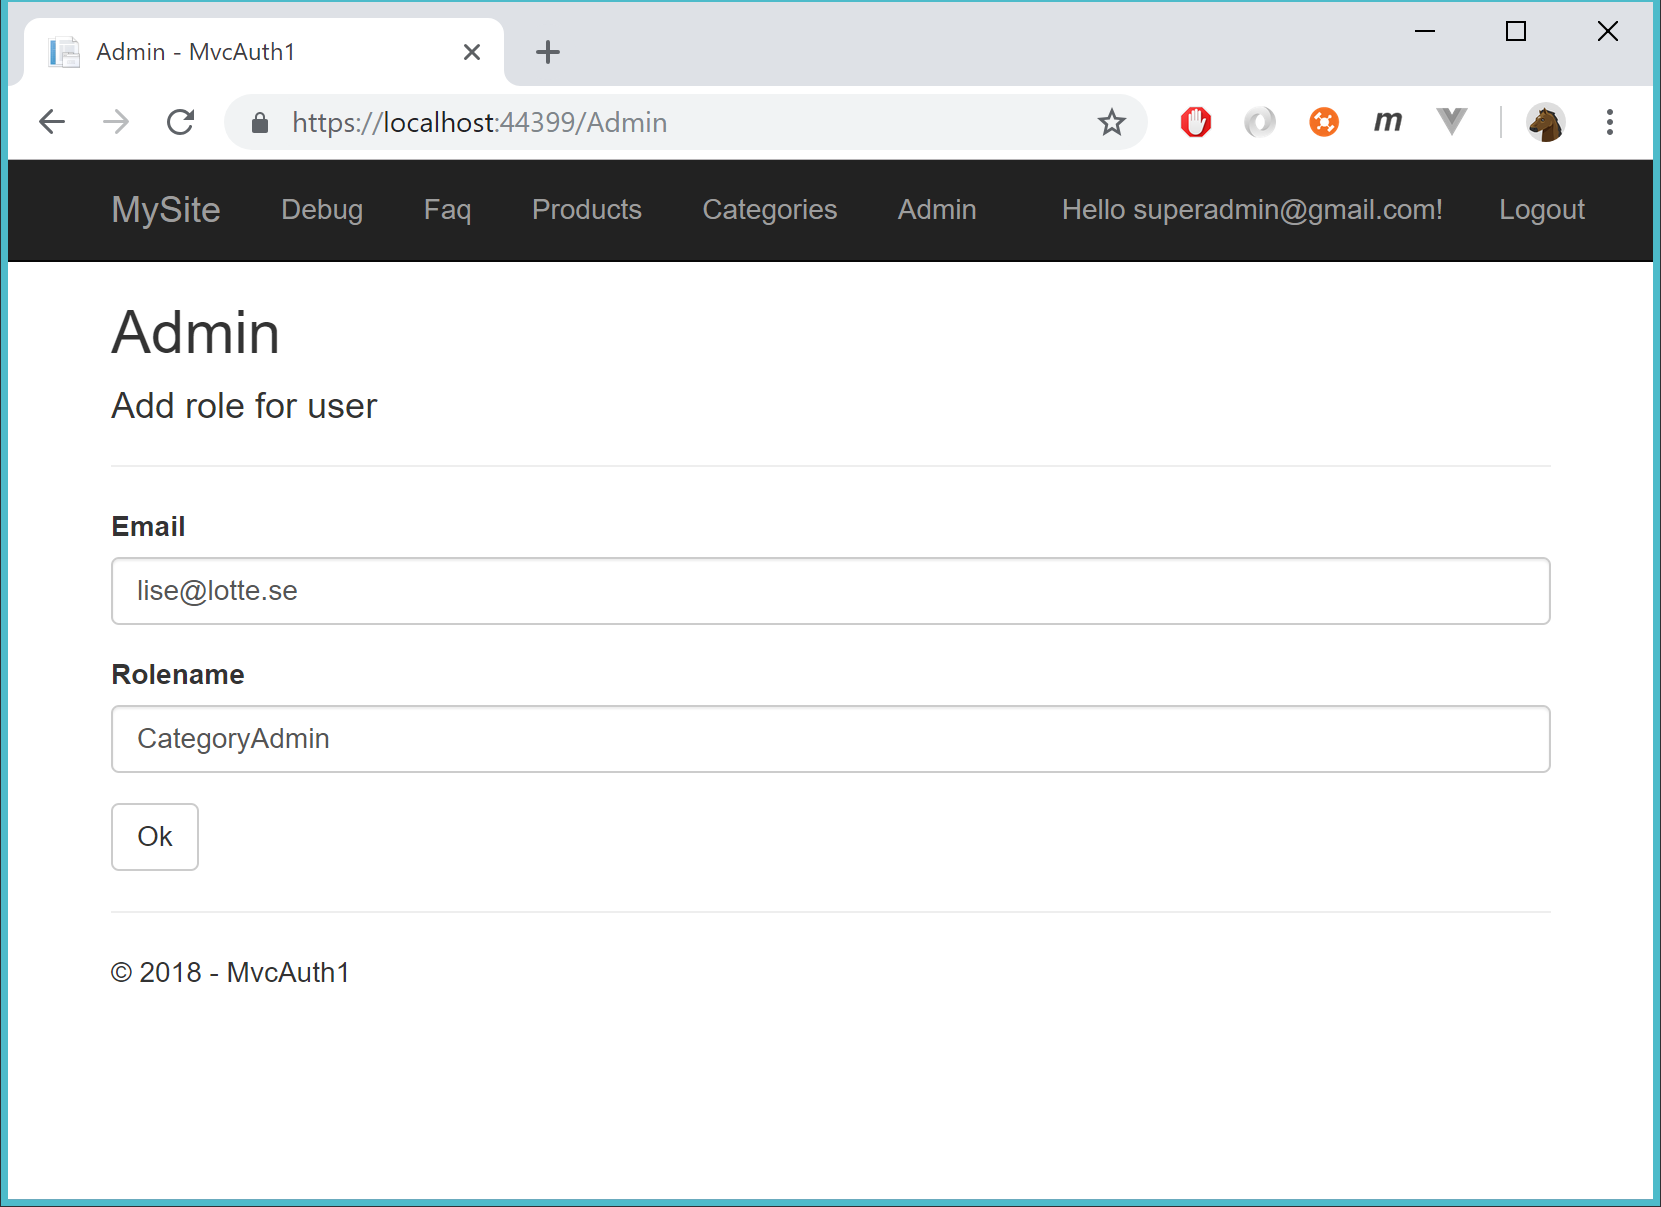 Admin - MvcAuth1
https://localhost:44399/Admin
m
MySite Debug Faq Products Categories Admin Hello superadmin@gmail.com! Logout
Admin
Add role for user
Email
lise@lotte.se
Rolename
CategoryAdmin
Ok
© 2018 - MvcAuth1